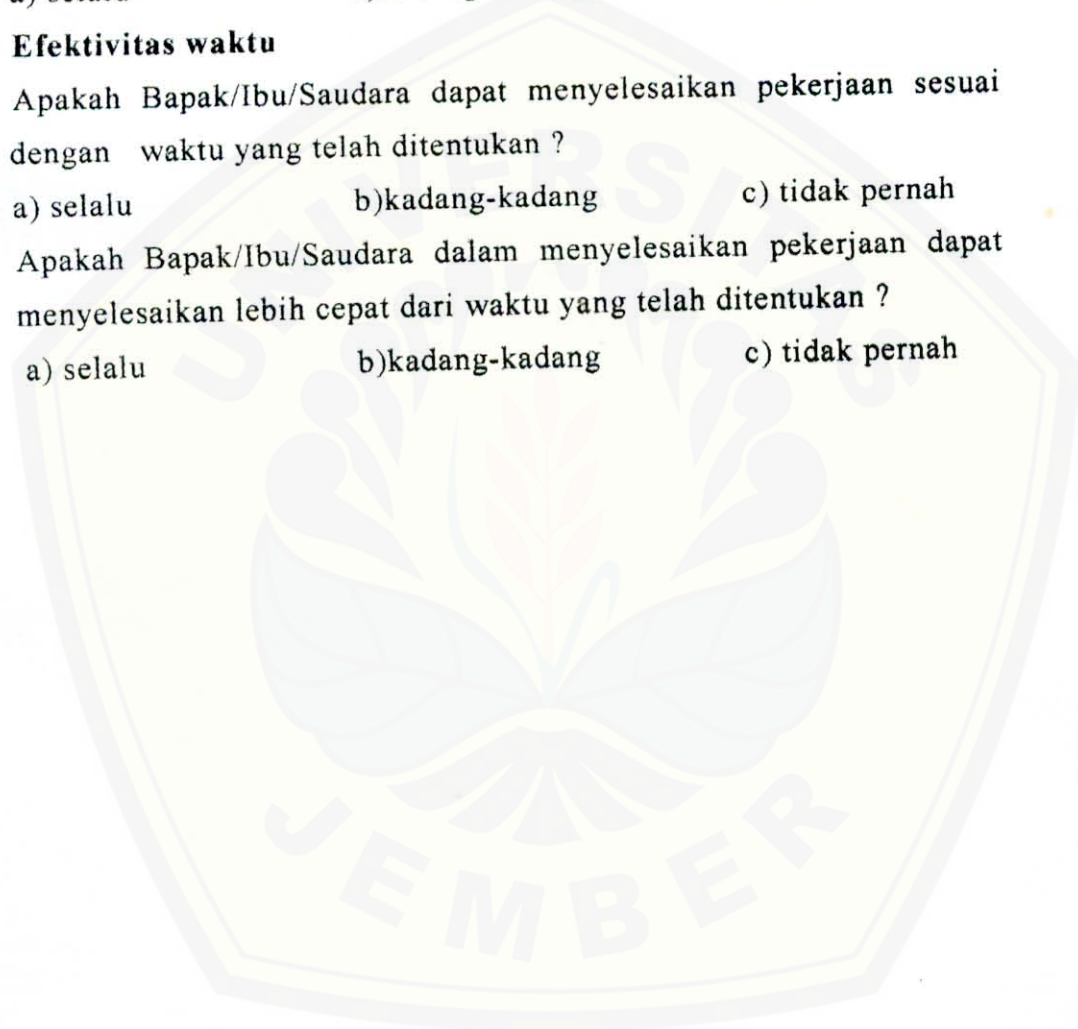 Efektivitas waktu
Apakah Bapak/Ibu/Saudara dapat menyelesaikan pekerjaan sesuai
dengan waktu yang telah ditentukan ?
a) selalu b)kadang-kadang c) tidak pernah
Apakah Bapak/Ibu/Saudara dalam menyelesaikan pekerjaan dapat
menyelesaikan lebih cepat dari waktu yang telah ditentukan ?
a) selalu b)kadang-kadang c) tidak pernah
UNIVERSITAS
JEMBER